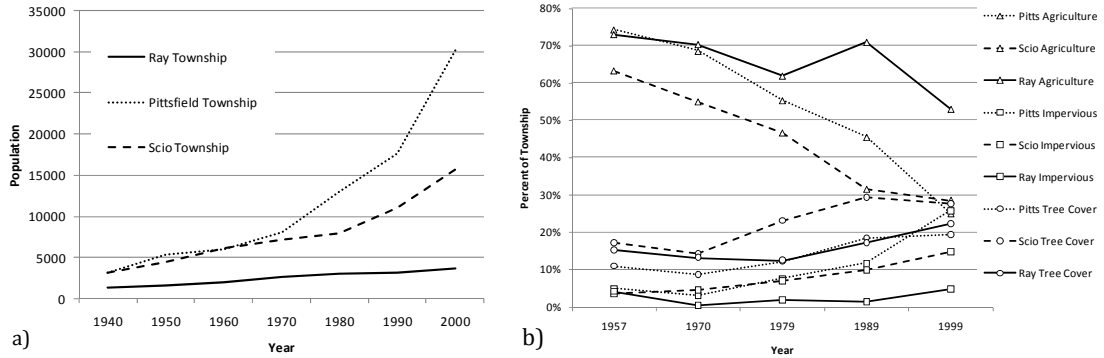 35000
30000
25000
20000
15000
10000
5000
0
Population
Ray Township
Pittsfield Township
Scio Township
1940 1950 1960 1970 1980 1990 2000
Year
a)
80%
70%
60%
50%
40%
30%
20%
10%
0%
Percent of Township
1957 1970 1979 1989 1999
Year
b)
Pitts Agriculture
Scio Agriculture
Ray Agriculture
Pitts Impervious
Scio Impervious
Ray Impervious
Pitts Tree Cover
Scio Tree Cover
Ray Tree Cover